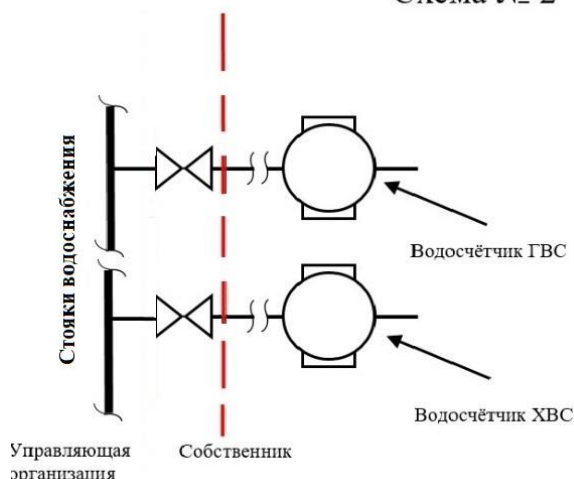 Схема № 2
Стояки водоснабжения
Водосчётчик ГВС
Водосчётчик ХВС
Управляющая
организация
Собственник